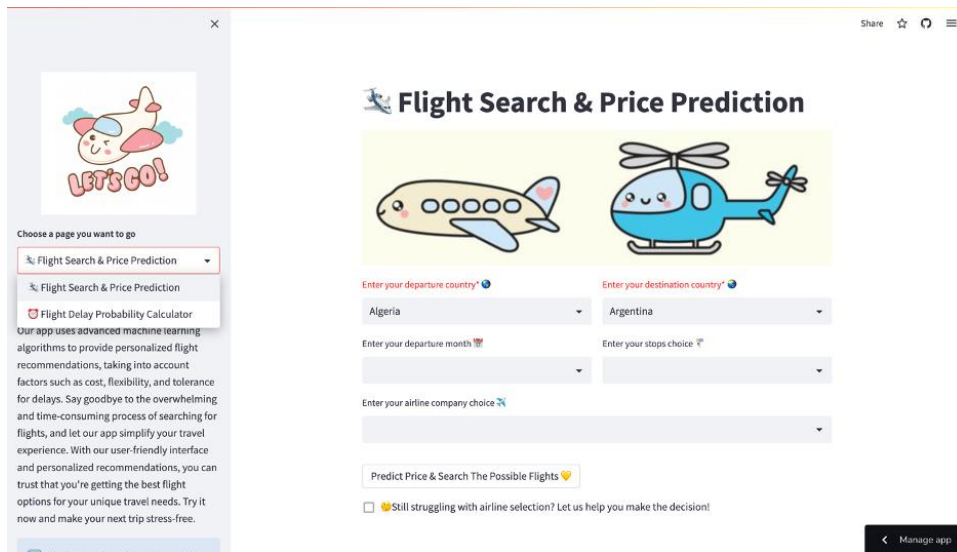 Share
LET'S GO!
Choose a page you want to go
Flight Search & Price Prediction
Flight Search & Price Prediction
Flight Delay Probability Calculator
Our app uses advanced machine learning
algorithms to provide personalized flight
recommendations, taking into account
factors such as cost, flexibility, and tolerance
for delays. Say goodbye to the overwhelming
and time-consuming process of searching for
flights, and let our app simplify your travel
experience. With our user-friendly interface
and personalized recommendations, you can
trust that you're getting the best flight
options for your unique travel needs. Try it
now and make your next trip stress-free.
Flight Search & Price Prediction
Enter your departure country*
Enter your destination country*
Algeria
Argentina
Enter your departure month
Enter your stops choice
Enter your airline company choice
Predict Price & Search The Possible Flights
Still struggling with airline selection? Let us help you make the decision!
Manage app